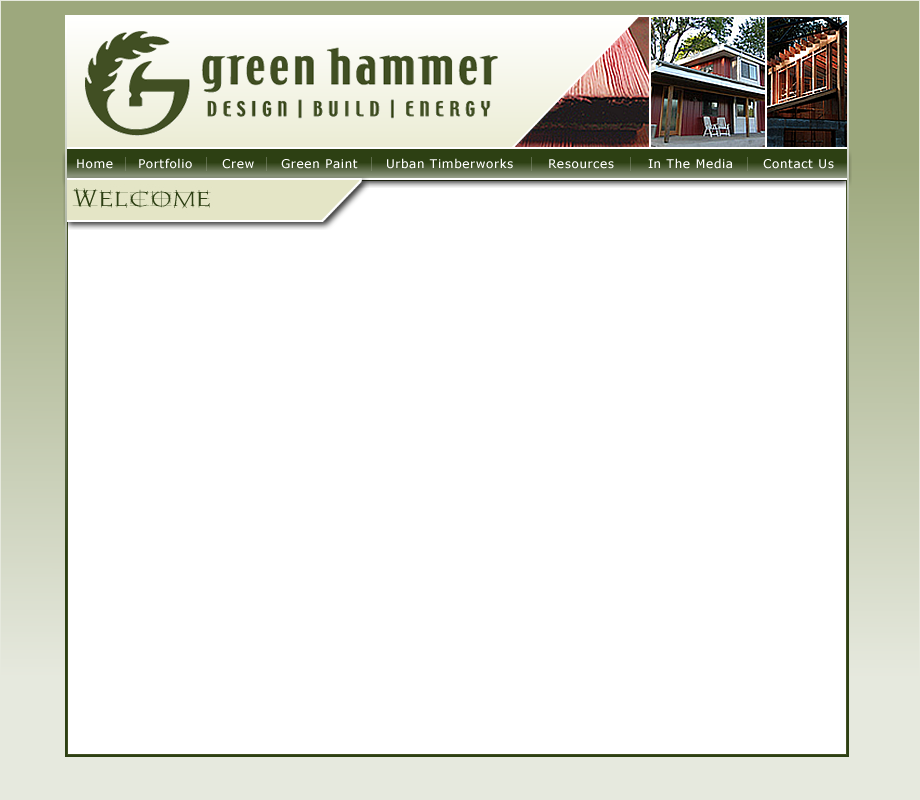 green hammer
DESIGN | BUILD | ENERGY
Home Portfolio Crew Green Paint Urban Timberworks Resources In The Media Contact Us
WELCOME